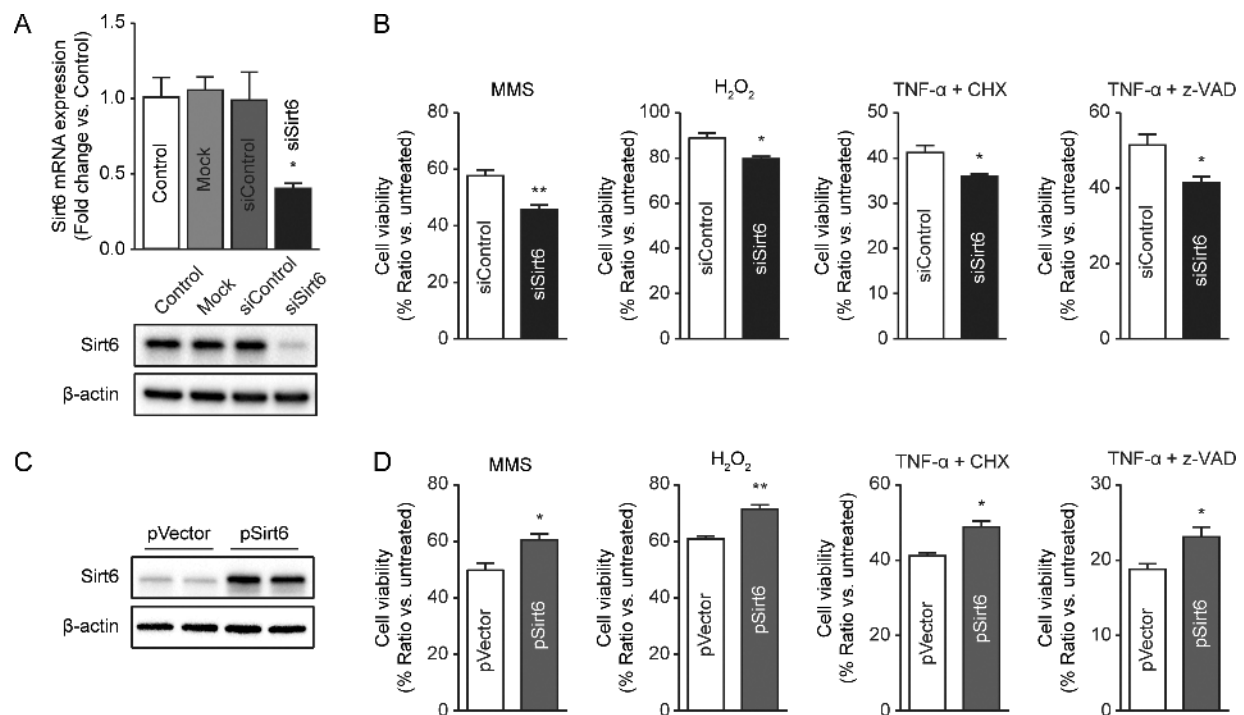 A
Sirt6 mRNA expression
(Fold change vs. Control)
1.5
1.0
0.5
0.0
Control
Mock
siControl
* siSirt6
Control
Mock
siControl
siSirt6
Sirt6
β-actin
B
MMS
Cell viability
(% Ratio vs. untreated)
80
60
40
20
0
siControl
**
siSirt6
H₂O₂
Cell viability
(% Ratio vs. untreated)
100
80
60
40
20
0
siControl
*
siSirt6
TNF-α + CHX
Cell viability
(% Ratio vs. untreated)
50
40
30
20
10
0
siControl
*
siSirt6
TNF-α + z-VAD
Cell viability
(% Ratio vs. untreated)
60
40
20
0
siControl
*
siSirt6
C
pVector pSirt6
Sirt6
β-actin
D
MMS
Cell viability
(% Ratio vs. untreated)
80
60
40
20
0
pVector
*
pSirt6
H₂O₂
Cell viability
(% Ratio vs. untreated)
80
60
40
20
0
pVector
**
pSirt6
TNF-α + CHX
Cell viability
(% Ratio vs. untreated)
60
40
20
0
pVector
*
pSirt6
TNF-α + z-VAD
Cell viability
(% Ratio vs. untreated)
30
20
10
0
pVector
*
pSirt6